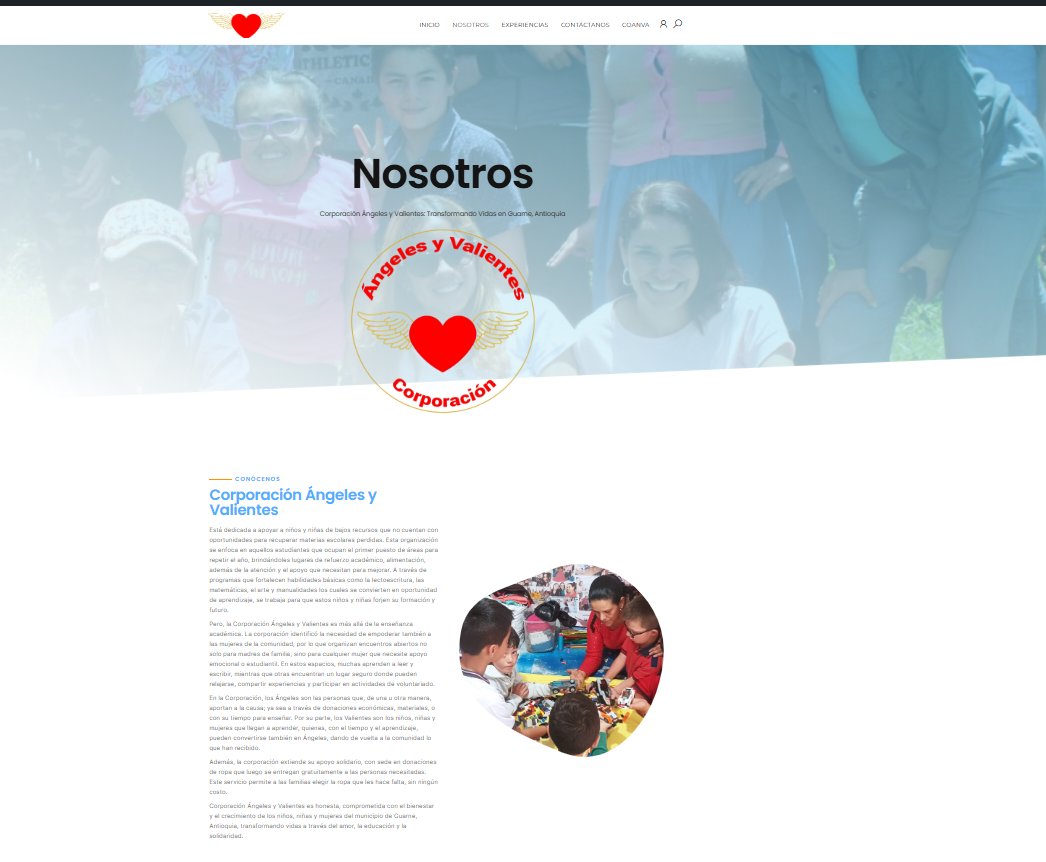 INICIO NOSOTROS EXPERIENCIAS CONTÁCTANOS COANVA
ATHLETIC
Nosotros
Corporación Ángeles y Valientes: Transformando Vidas en Guarne, Antioquia
Ángeles y Valientes
Corporación
CONÓCENOS
Corporación Ángeles y
Valientes
Está dedicada a apoyar a niños y niñas de bajos recursos que no cuentan con
oportunidades para recuperar materias escolares perdidas. Esta organización
se enfoca en aquellos estudiantes que ocupan el primer puesto de áreas para
repetir el año, brindándoles lugares de refuerzo académico, alimentación,
además de la atención y el apoyo que necesitan para mejorar. A través de
programas que fortalecen habilidades básicas como la lectoescritura, las
matemáticas, el arte y manualidades los cuales se convierten en oportunidad
de aprendizaje, se trabaja para que estos niños y niñas forjen su formación y
futuro.
Pero, la Corporación Ángeles y Valientes es más allá de la enseñanza
académica. La corporación identificó la necesidad de empoderar también a
las mujeres de la comunidad, por lo que organizan encuentros abiertos no
solo para madres de familia, sino para cualquier mujer que necesite apoyo
emocional o estudiantil. En estos espacios, muchas aprenden a leer y
escribir, mientras que otras encuentran un lugar seguro donde pueden
relajarse, compartir experiencias y participar en actividades de voluntariado.
En la Corporación, los Ángeles son las personas que, de una u otra manera,
aportan a la causa; ya sea a través de donaciones económicas, materiales, o
con su tiempo para enseñar. Por su parte, los Valientes son los niños, niñas y
mujeres que llegan a aprender, quienes, con el tiempo y el aprendizaje,
pueden convertirse también en Ángeles, dando de vuelta a la comunidad lo
que han recibido.
Además, la corporación extiende su apoyo solidario, con sede en donaciones
de ropa que luego se entregan gratuitamente a las personas necesitadas.
Este servicio permite a las familias elegir la ropa que les hace falta, sin ningún
costo.
Corporación Ángeles y Valientes es honesta, comprometida con el bienestar
y el crecimiento de los niños, niñas y mujeres del municipio de Guarne,
Antioquia, transformando vidas a través del amor, la educación y la
solidaridad.